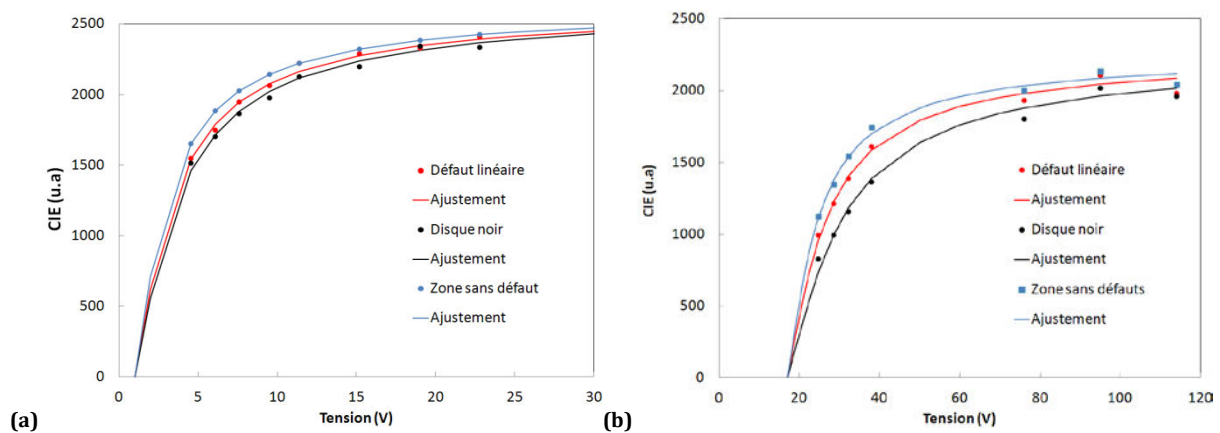 2500
2000
1500
1000
500
0
CIE (u.a)
Défaut linéaire
Ajustement
Disque noir
Ajustement
Zone sans défaut
Ajustement
0 5 10 15 20 25 30
Tension (V)
(a)
2500
2000
1500
1000
500
0
CIE (u.a)
Défaut linéaire
Ajustement
Disque noir
Ajustement
Zone sans défauts
Ajustement
0 20 40 60 80 100 120
Tension (V)
(b)